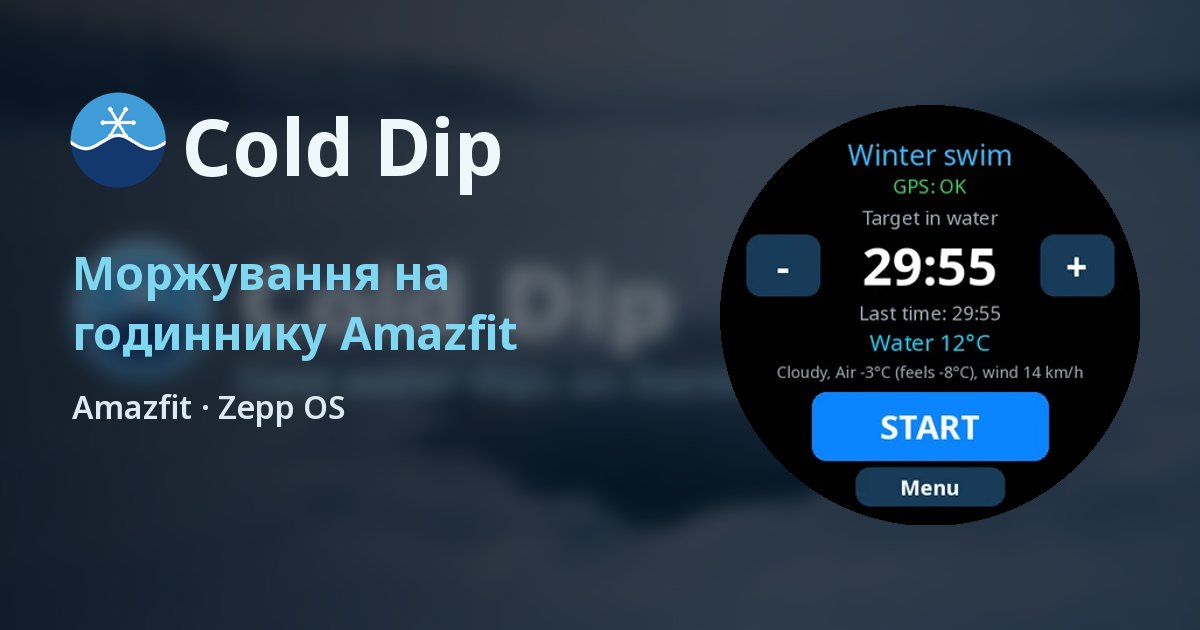 Cold Dip
Моржування на
годиннику Amazfit
Amazfit · Zepp OS
Winter swim
GPS: OK
Target in water
- 29:55 +
Last time: 29:55
Water 12°C
Cloudy, Air -3°C (feels -8°C), wind 14 km/h
START
Menu